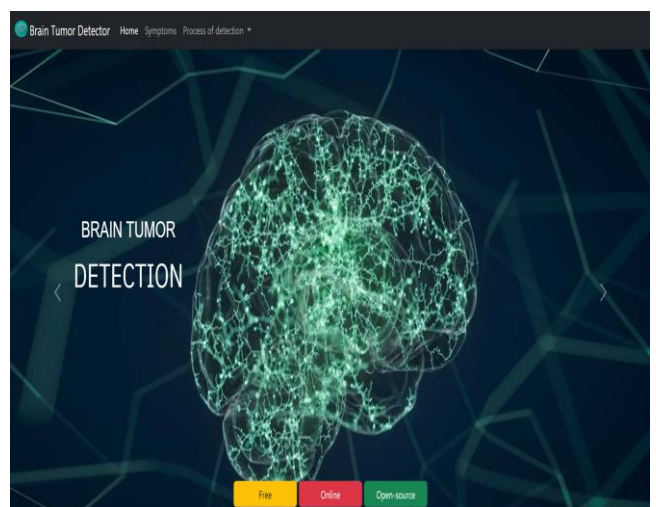 Brain Tumor Detector Home Symptoms Process of detection
BRAIN TUMOR
DETECTION
Free Online Open-source